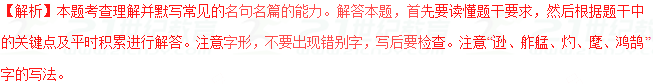 【解析】本题考查理解并默写常见的名句名篇的能力。解答本题，首先要读懂题干要求，然后根据题干中
的关键点及平时积累进行解答。注意字形，不要出现错别字，写后要检查。注意“逊、舴艋、灼、麾、鸿鹄”
字的写法。